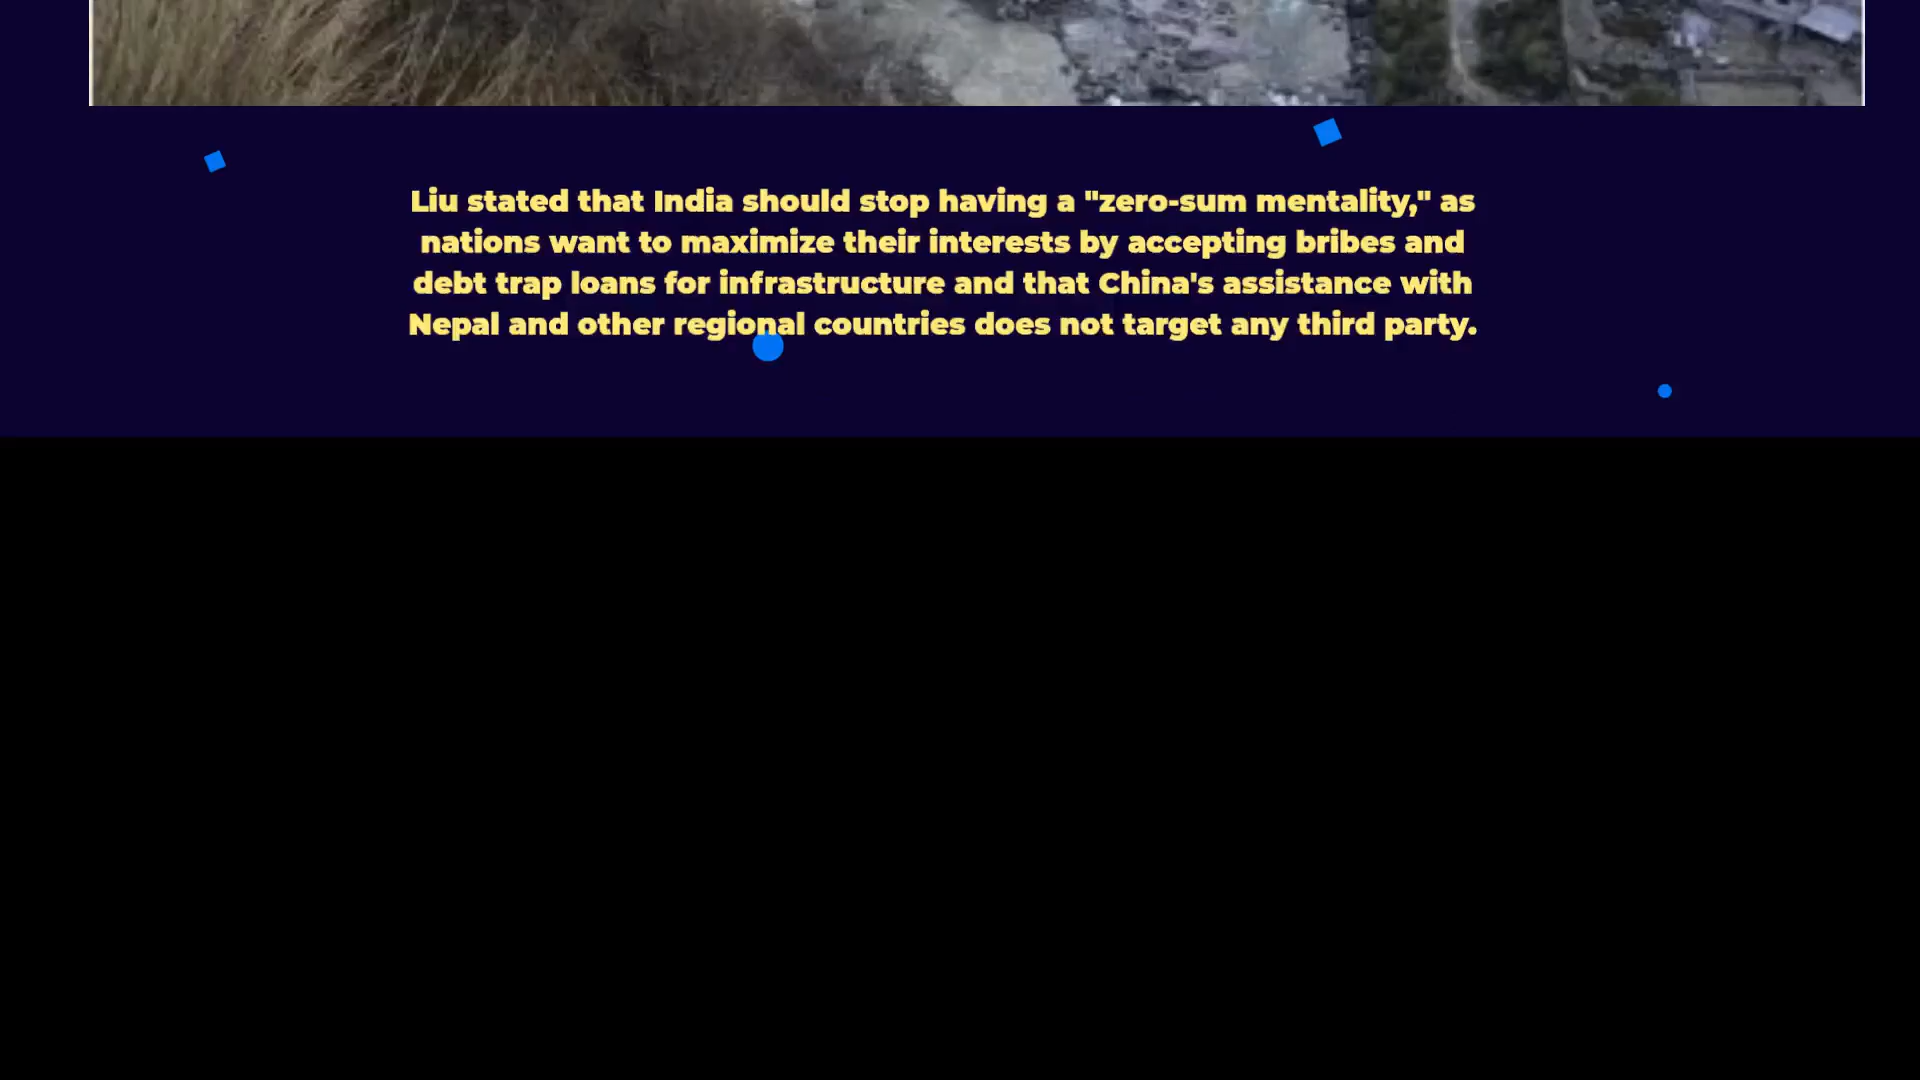 Liu stated that India should stop having a "zero-sum mentality," as
nations want to maximize their interests by accepting bribes and
debt trap loans for infrastructure and that China's assistance with
Nepal and other regional countries does not target any third party.